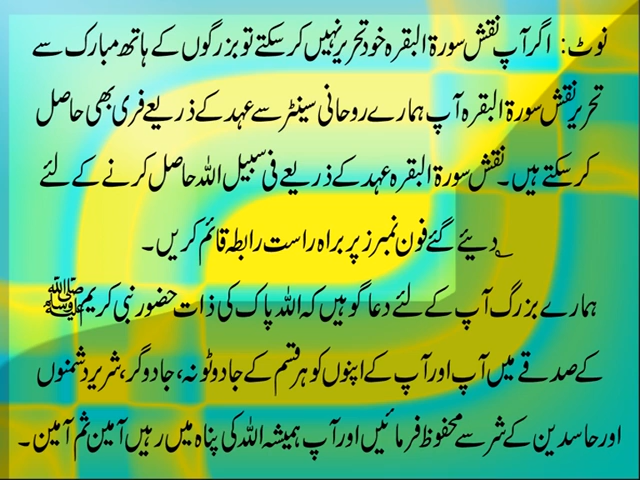 نوٹ: اگر آپ نقش سورۃ البقرہ خود تحریر نہیں کر سکتے تو بزرگوں کے ہاتھ مبارک سے
تحریر نقش سورۃ البقرہ آپ ہمارے روحانی سینٹر سے عہد کے ذریعے فری بھی حاصل
کر سکتے ہیں۔ نقش سورۃ البقرہ عہد کے ذریعے فی سبیل اللہ حاصل کرنے کے لئے
دیئے گئے فون نمبرز پر براہ راست رابطہ قائم کریں۔
ہمارے بزرگ آپ کے لئے دعا گو ہیں کہ اللہ پاک کی ذات حضور نبی کریم ﷺ
کے صدقے میں آپ اور آپ کے اپنوں کو ہر قسم کے جادو ٹونہ، جادوگر، شریر دشمنوں
اور حاسدین کے شر سے محفوظ فرمائیں اور آپ ہمیشہ اللہ کی پناہ میں رہیں آمین ثم آمین۔